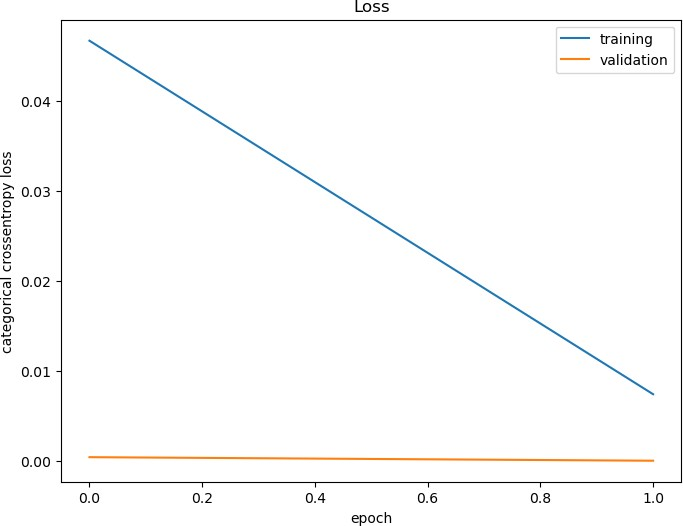 Loss
training
validation
categorical crossentropy loss
0.04
0.03
0.02
0.01
0.00
0.0 0.2 0.4 0.6 0.8 1.0
epoch